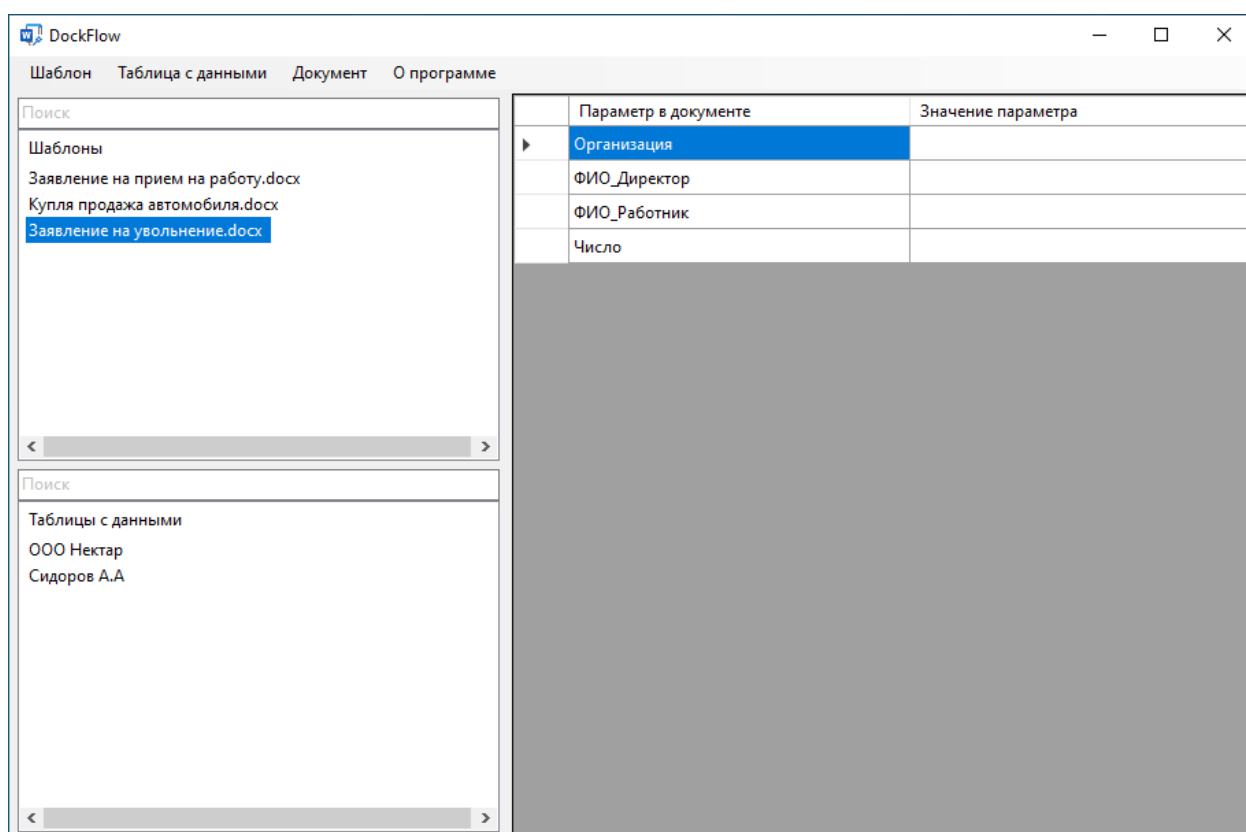 DockFlow
Шаблон Таблица с данными Документ О программе
Поиск
Шаблоны
Заявление на прием на работу.docx
Купля продажа автомобиля.docx
Заявление на увольнение.docx
Поиск
Таблицы с данными
ООО Нектар
Сидоров А.А
Параметр в документе Значение параметра
Организация
ФИО_Директор
ФИО_Работник
Число